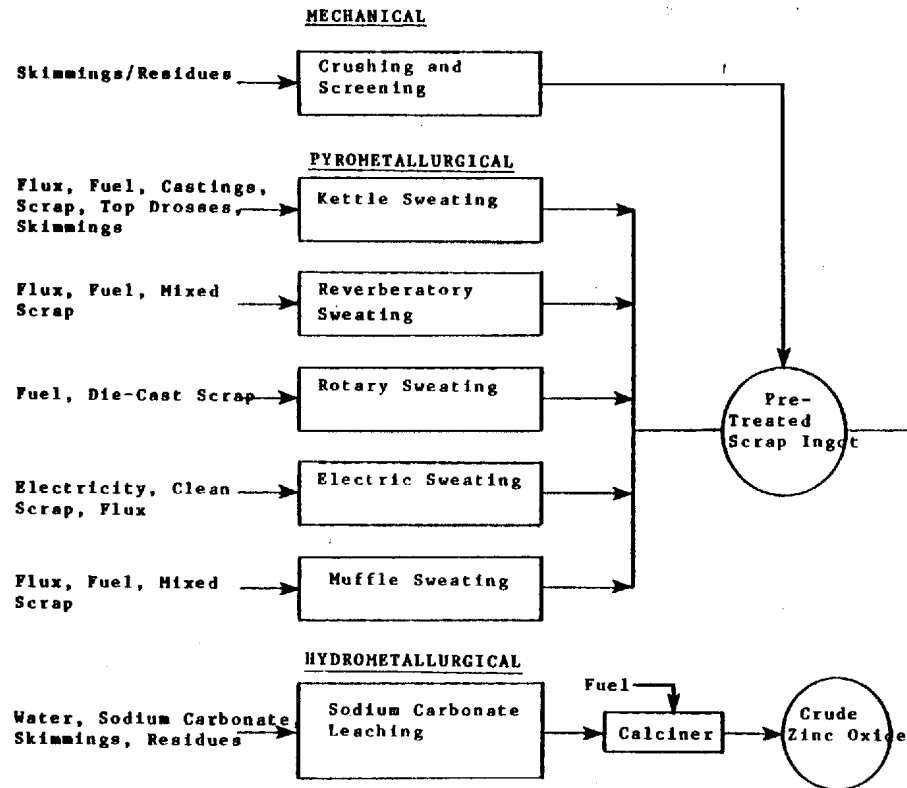 MECHANICAL
Skimmings/Residues
Crushing and
Screening
PYROMETALLURGICAL
Flux, Fuel, Castings,
Scrap, Top Drosses,
Skimmings
Kettle Sweating
Flux, Fuel, Mixed
Scrap
Reverberatory
Sweating
Fuel, Die-Cast Scrap
Rotary Sweating
Pre-
Treated
Scrap Ingot
Electricity, Clean
Scrap, Flux
Electric Sweating
Flux, Fuel, Mixed
Scrap
Muffle Sweating
HYDROMETALLURGICAL
Water, Sodium Carbonate,
Skimmings, Residues
Sodium Carbonate
Leaching
Fuel
Calciner
Crude
Zinc Oxide